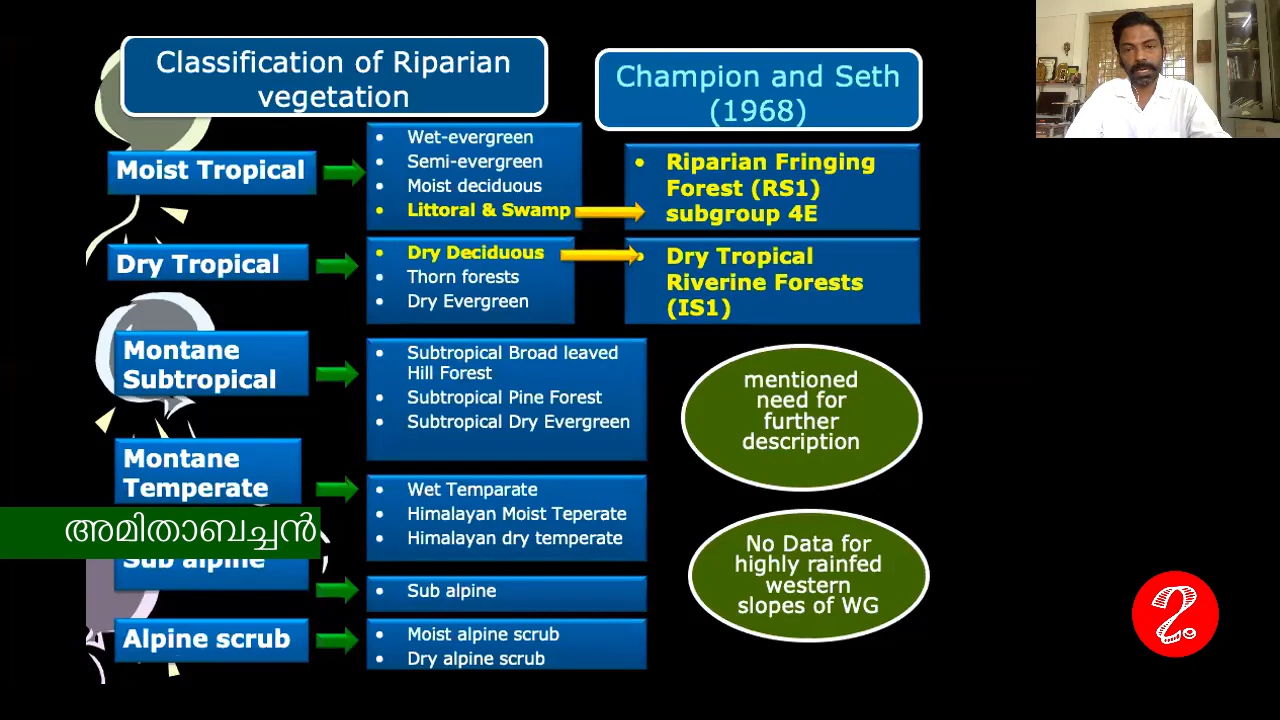 Classification of Riparian
vegetation
Champion and Seth
(1968)
Moist Tropical
• Wet-evergreen
• Semi-evergreen
• Moist deciduous
• Littoral & Swamp
• Riparian Fringing
Forest (RS1)
subgroup 4E
Dry Tropical
• Dry Deciduous
• Thorn forests
• Dry Evergreen
• Dry Tropical
Riverine Forests
(IS1)
Montane
Subtropical
• Subtropical Broad leaved
Hill Forest
• Subtropical Pine Forest
• Subtropical Dry Evergreen
mentioned
need for
further
description
Montane
Temperate
• Wet Temparate
• Himalayan Moist Teperate
• Himalayan dry temperate
അമിതാബച്ചൻ
Sub alpine
• Sub alpine
No Data for
highly rainfed
western
slopes of WG
Alpine scrub
• Moist alpine scrub
• Dry alpine scrub